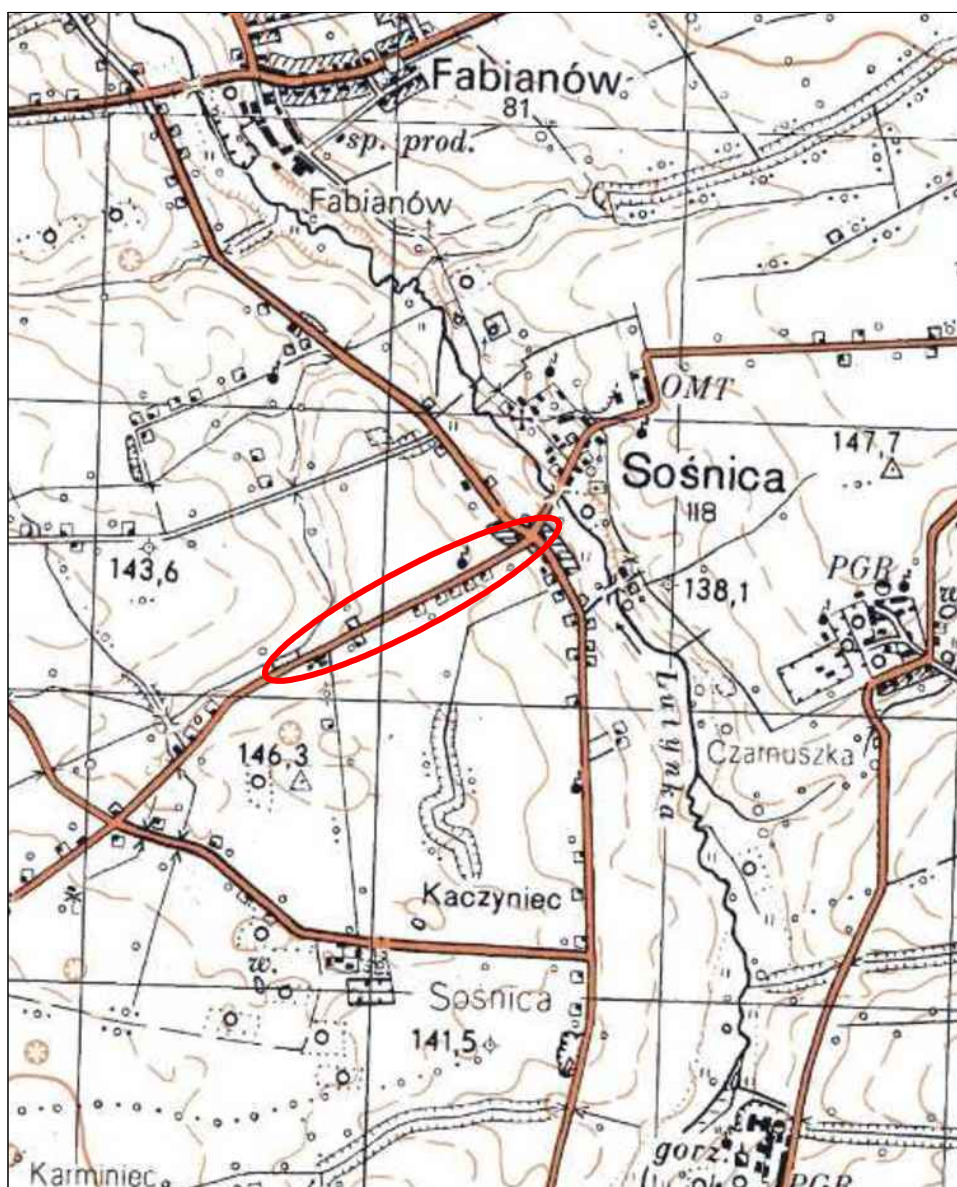 Fabianów
81
sp. prod.
Fabianów
OMT
147,7
Sośnica
118
143,6
PGR
138,1
w.
Lutynka
Czarnuszka
146,3
Kaczyniec
w.
Sośnica
141,5
gorz.
Karminiec
PGR